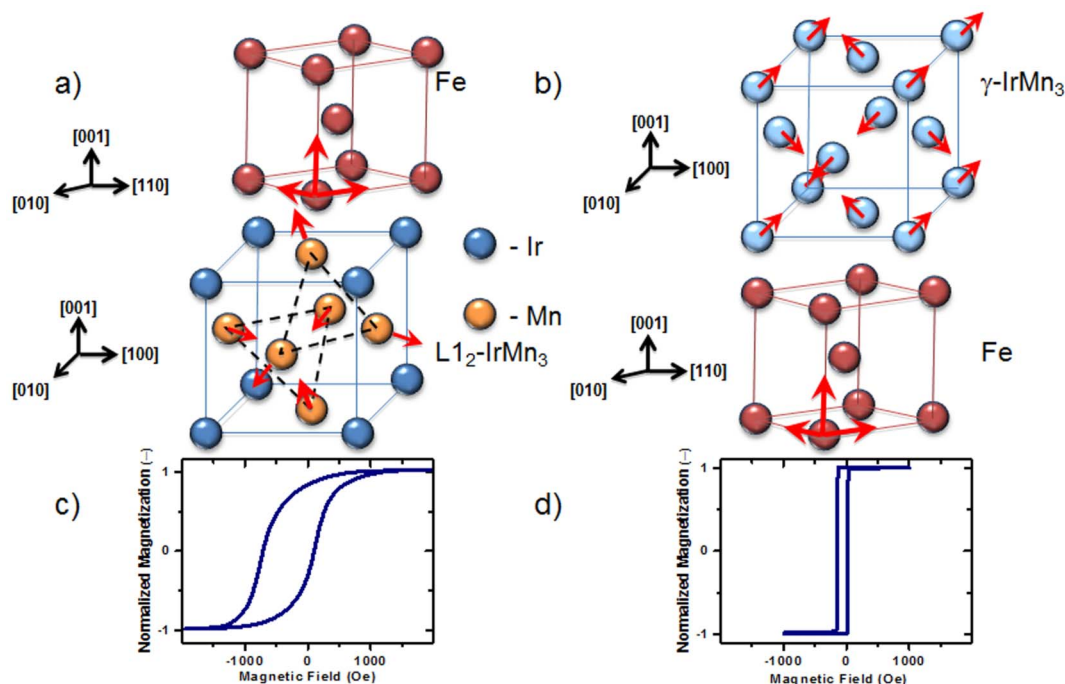 a)
Fe
[001]
[010]
[110]
- Ir
- Mn
L1₂-IrMn₃
[001]
[010]
[100]
b)
γ-IrMn₃
[001]
[010]
[100]
Fe
[001]
[010]
[110]
c)
Normalized Magnetization (--)
1
0
-1
-1000
0
1000
Magnetic Field (Oe)
d)
Normalized Magnetization (--)
1
0
-1
-1000
0
1000
Magnetic Field (Oe)